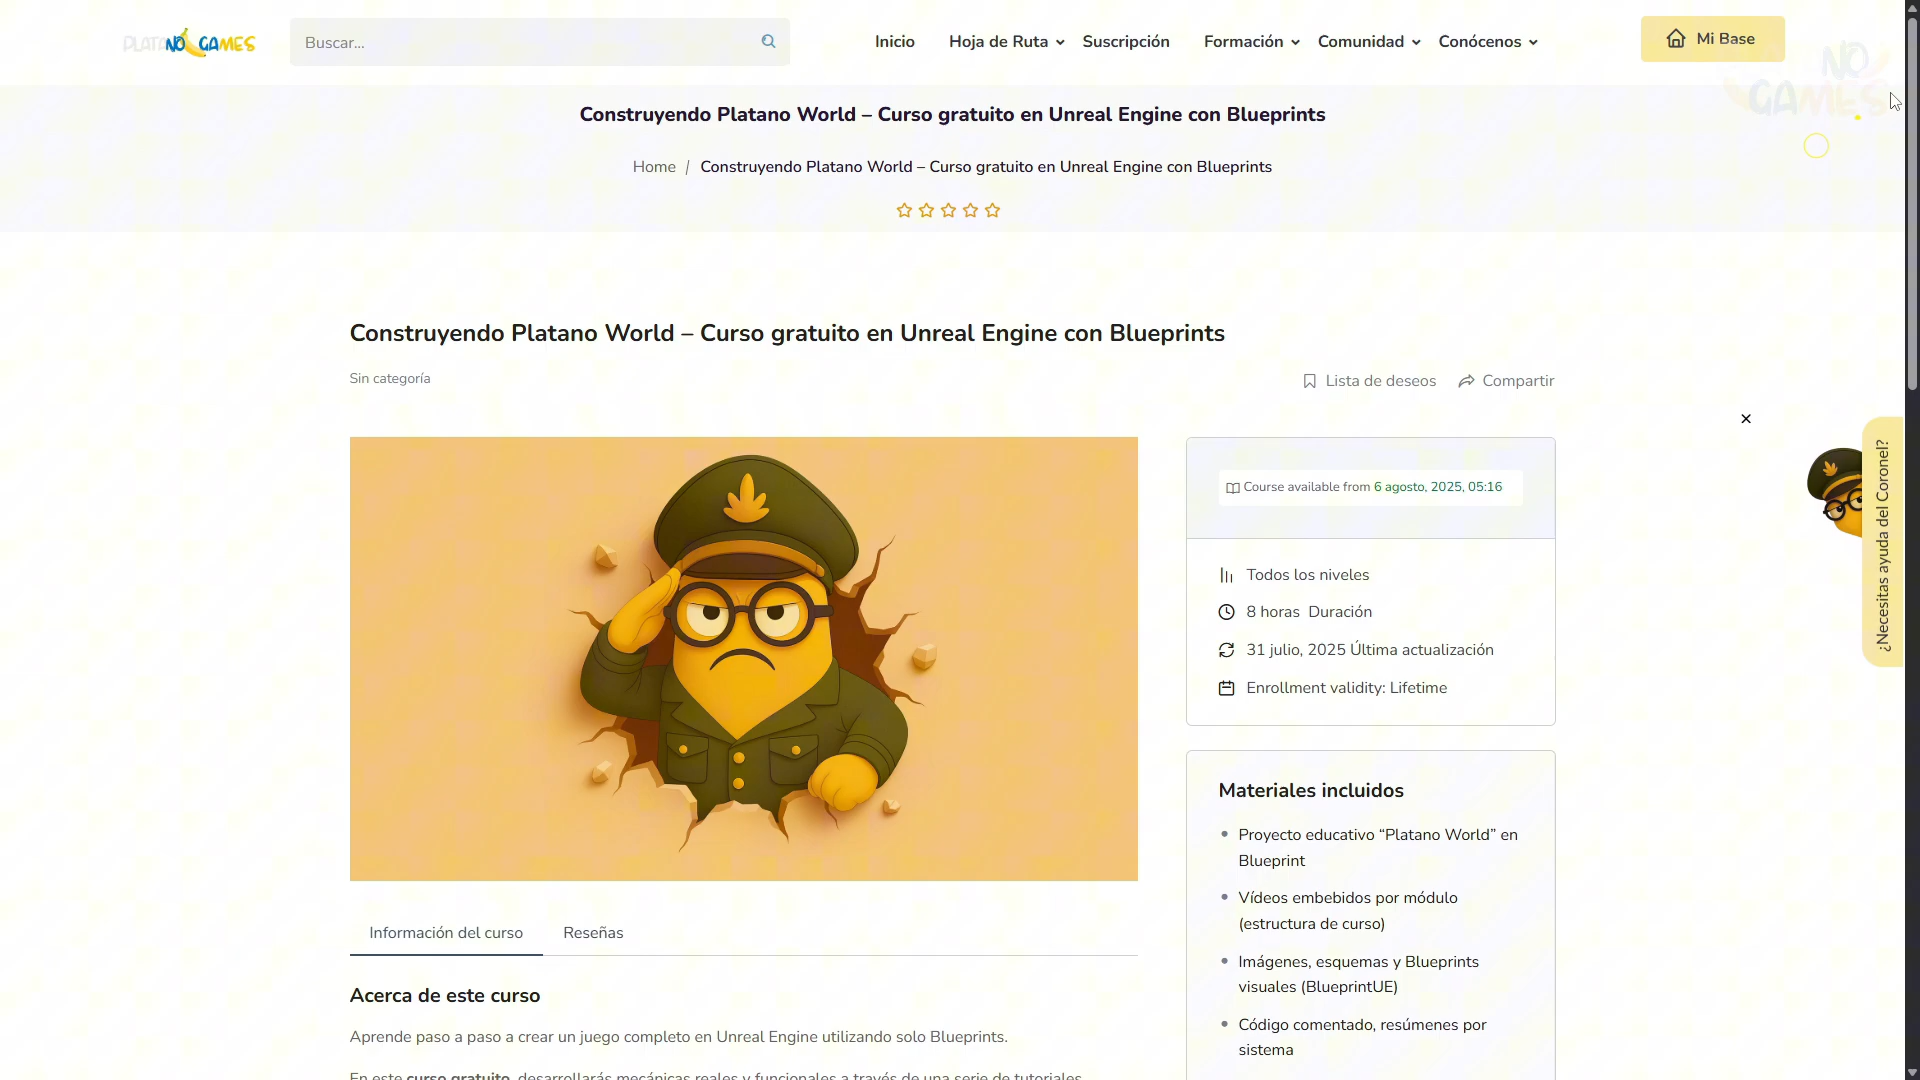 PLATANO GAMES
Buscar...
Inicio
Hoja de Ruta
Suscripción
Formación
Comunidad
Conócenos
Mi Base
NO
GAMES
Construyendo Platano World – Curso gratuito en Unreal Engine con Blueprints
Home / Construyendo Platano World – Curso gratuito en Unreal Engine con Blueprints
Construyendo Platano World – Curso gratuito en Unreal Engine con Blueprints
Sin categoría
Lista de deseos
Compartir
¿Necesitas ayuda del Coronel?
Course available from 6 agosto, 2025, 05:16
Todos los niveles
8 horas Duración
31 julio, 2025 Última actualización
Enrollment validity: Lifetime
Materiales incluidos
Proyecto educativo “Platano World” en
Blueprint
Vídeos embebidos por módulo
(estructura de curso)
Imágenes, esquemas y Blueprints
visuales (BlueprintUE)
Código comentado, resúmenes por
sistema
Información del curso
Reseñas
Acerca de este curso
Aprende paso a paso a crear un juego completo en Unreal Engine utilizando solo Blueprints.
En este curso gratuito, desarrollarás mecánicas reales y funcionales a través de una serie de tutoriales